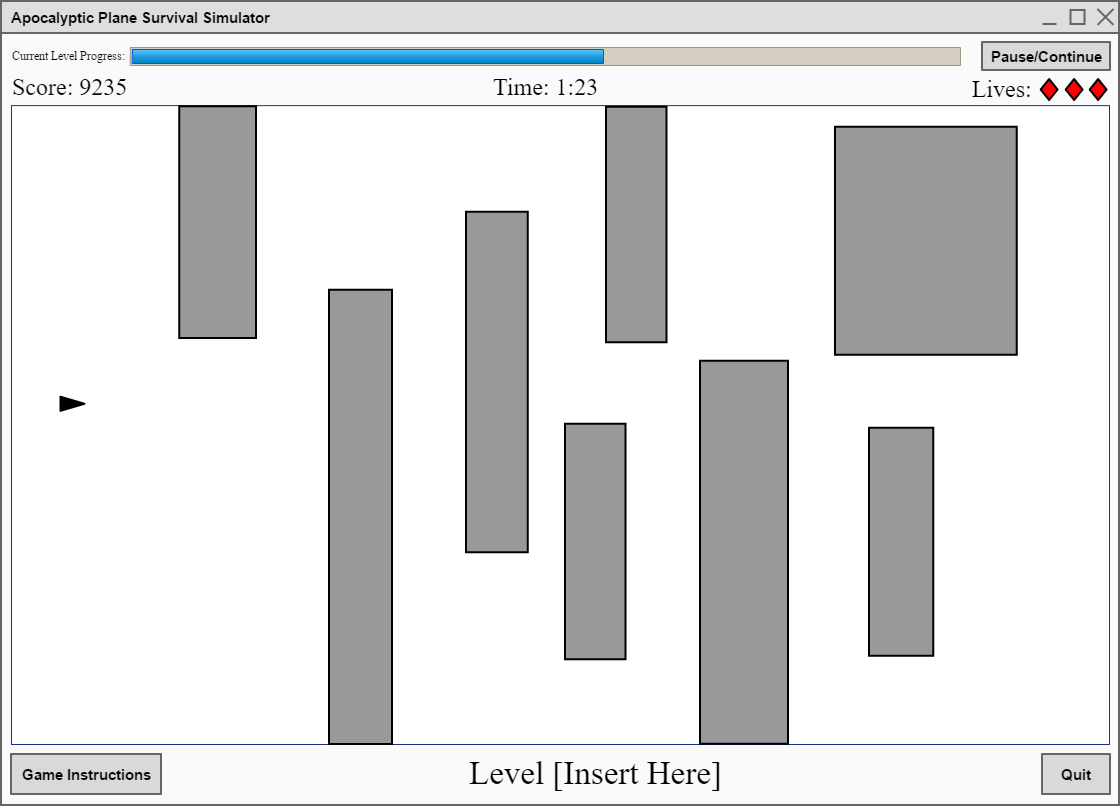 Apocalyptic Plane Survival Simulator
Current Level Progress:
Pause/Continue
Score: 9235
Time: 1:23
Lives:
Game Instructions
Level [Insert Here]
Quit